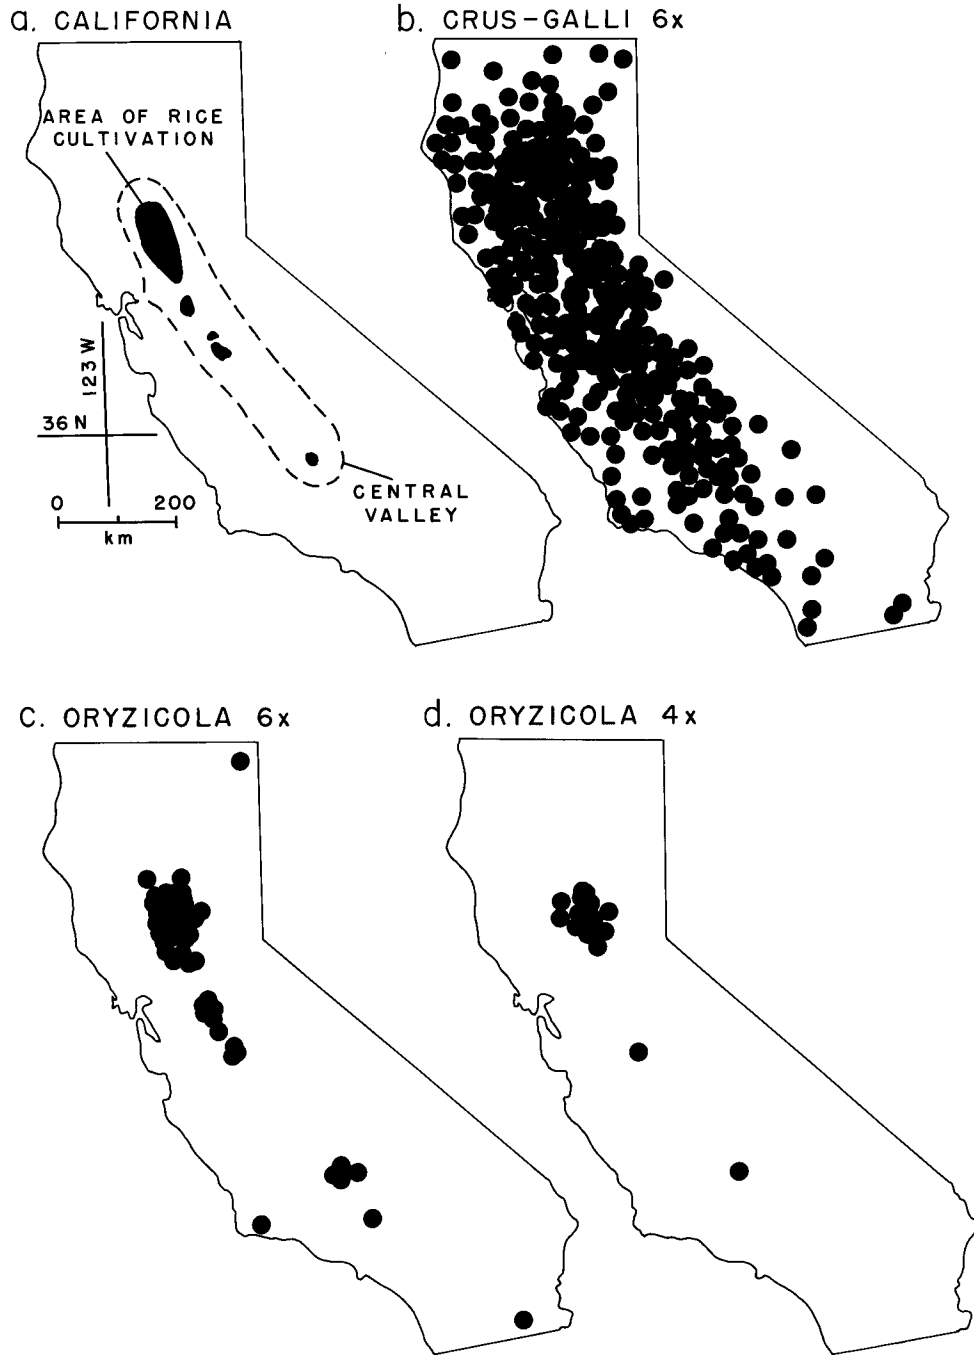 a. CALIFORNIA
b. CRUS-GALLI 6x
AREA OF RICE
CULTIVATION
123 W
36 N
0 200
km
CENTRAL
VALLEY
c. ORYZICOLA 6x
d. ORYZICOLA 4x